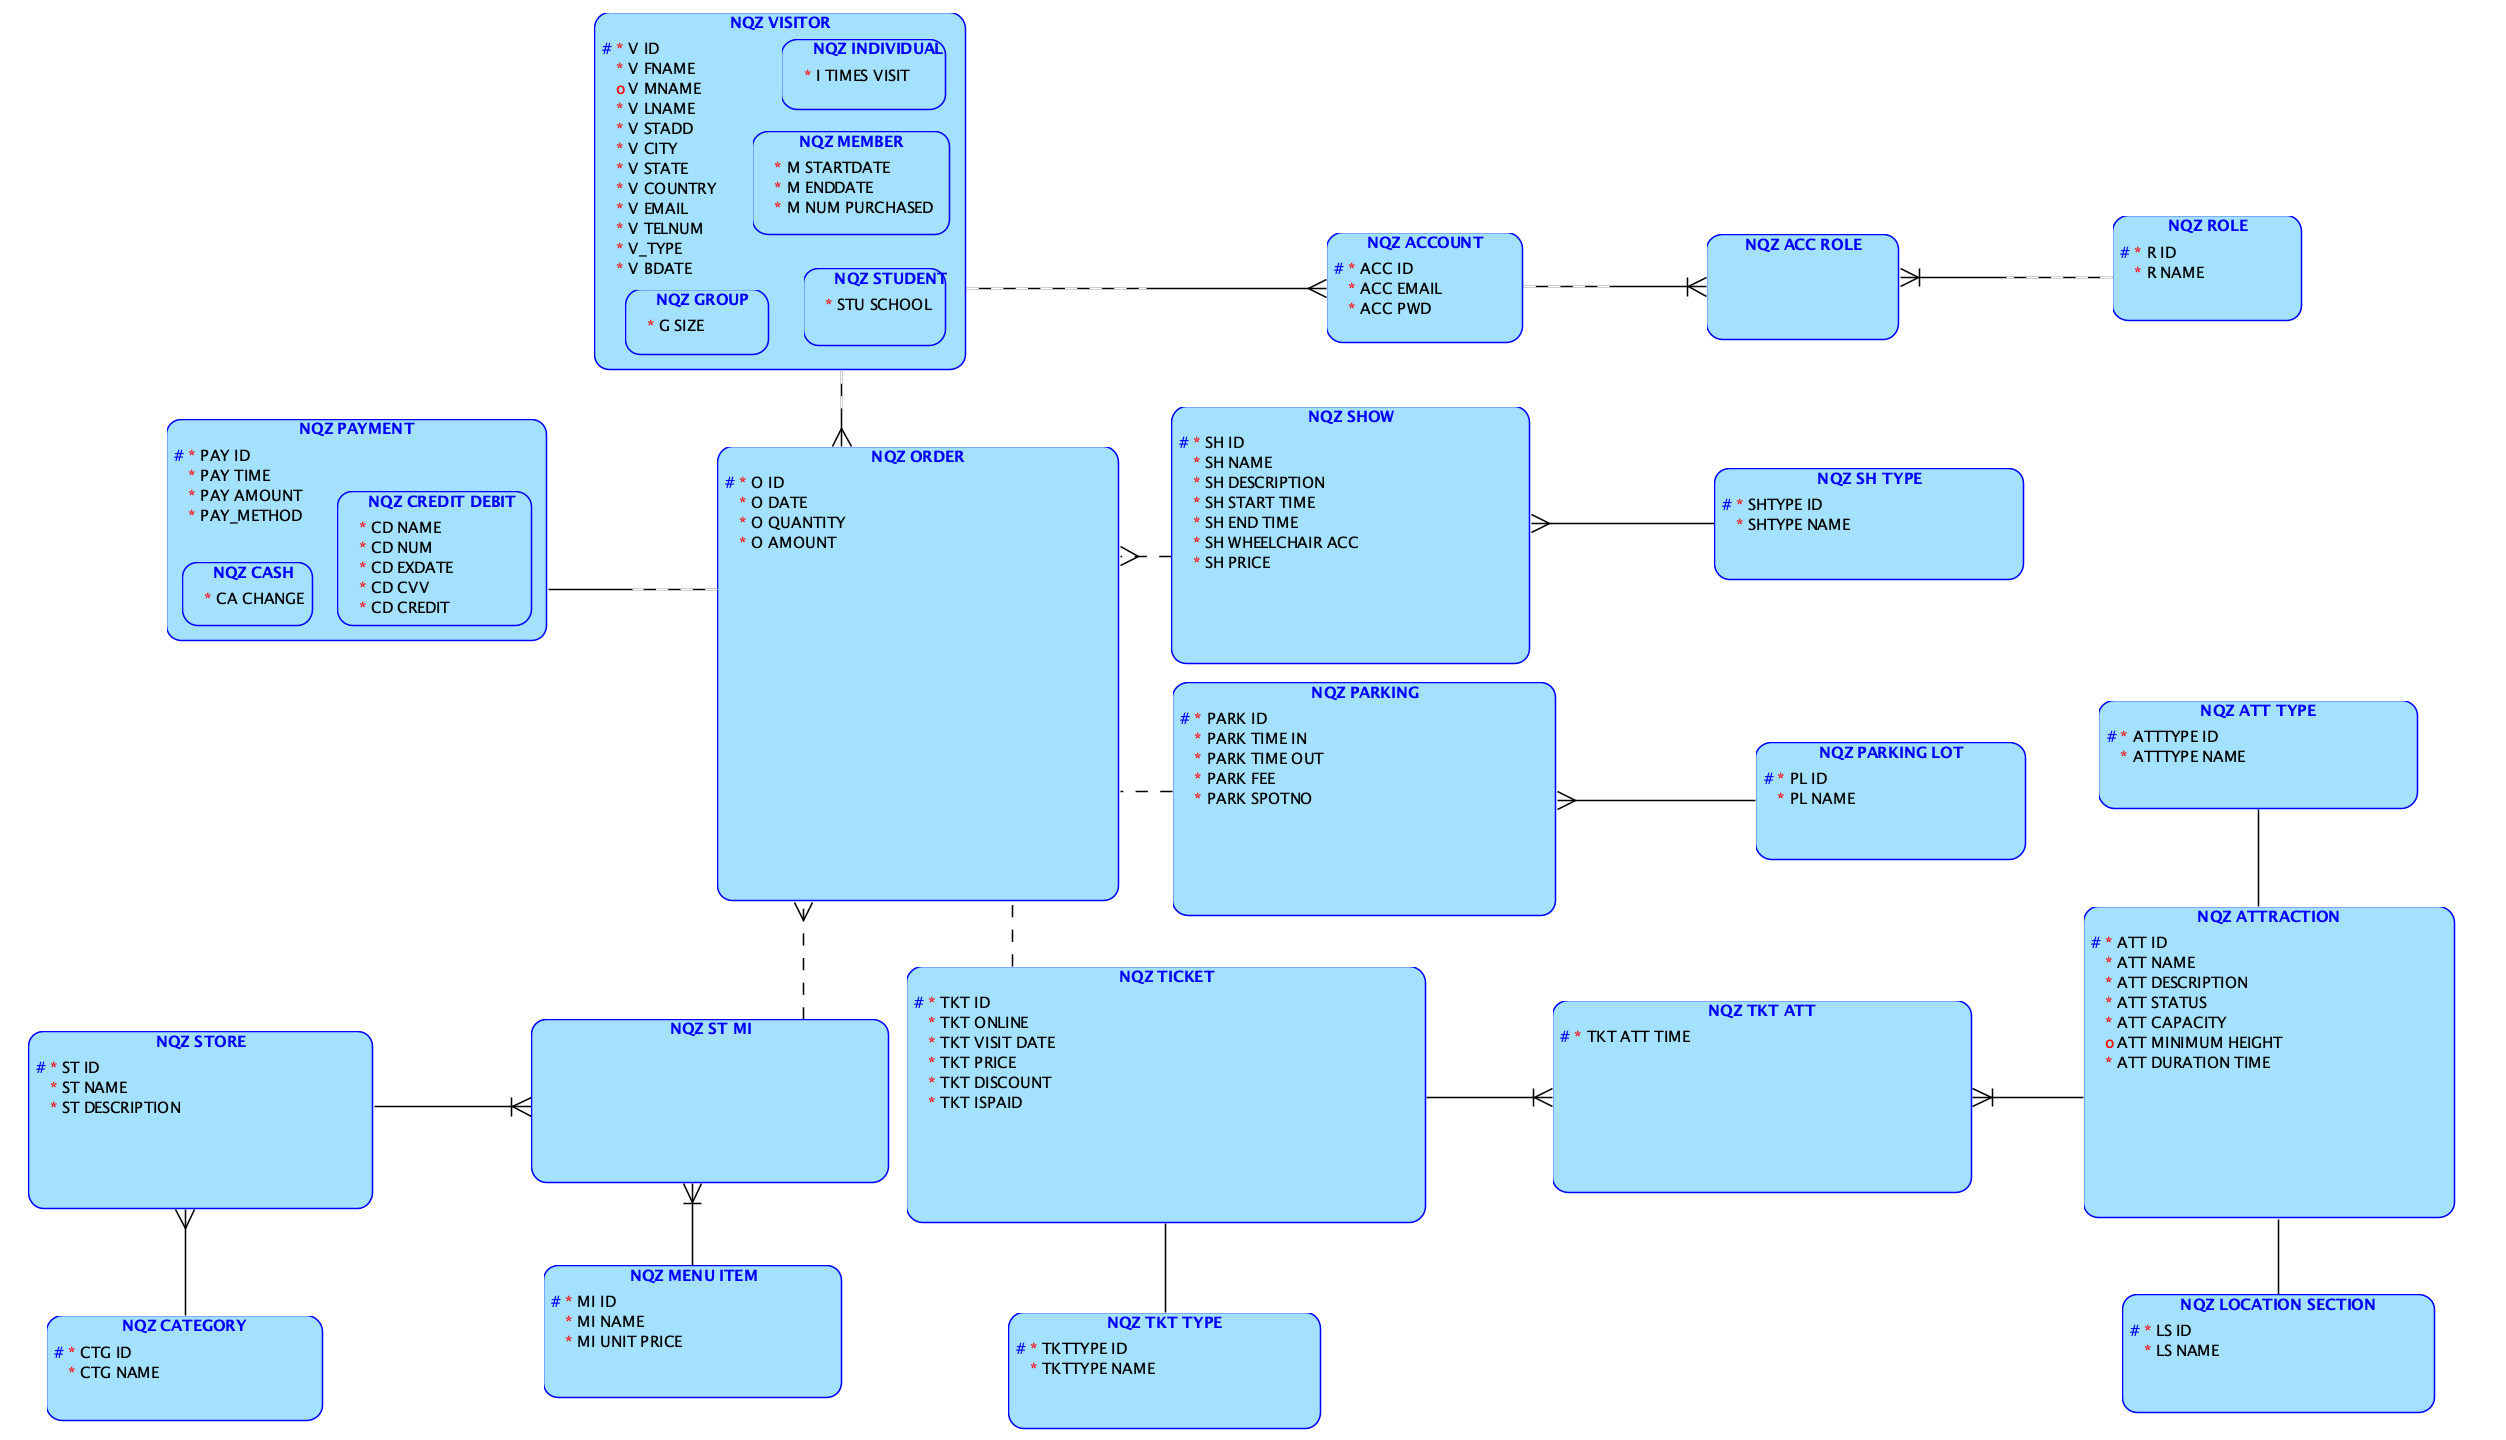 NQZ VISITOR
# * V ID
* V FNAME
o V MNAME
* V LNAME
* V STADD
* V CITY
* V STATE
* V COUNTRY
* V EMAIL
* V TELNUM
* V_TYPE
* V BDATE
NQZ INDIVIDUAL
* I TIMES VISIT
NQZ MEMBER
* M STARTDATE
* M ENDDATE
* M NUM PURCHASED
NQZ STUDENT
* STU SCHOOL
NQZ GROUP
* G SIZE
NQZ ACCOUNT
# * ACC ID
* ACC EMAIL
* ACC PWD
NQZ ACC ROLE
NQZ ROLE
# * R ID
* R NAME
NQZ PAYMENT
# * PAY ID
* PAY TIME
* PAY AMOUNT
* PAY_METHOD
NQZ CREDIT DEBIT
* CD NAME
* CD NUM
* CD EXDATE
* CD CVV
* CD CREDIT
NQZ CASH
* CA CHANGE
NQZ ORDER
# * O ID
* O DATE
* O QUANTITY
* O AMOUNT
NQZ SHOW
# * SH ID
* SH NAME
* SH DESCRIPTION
* SH START TIME
* SH END TIME
* SH WHEELCHAIR ACC
* SH PRICE
NQZ SH TYPE
# * SHTYPE ID
* SHTYPE NAME
NQZ PARKING
# * PARK ID
* PARK TIME IN
* PARK TIME OUT
* PARK FEE
* PARK SPOTNO
NQZ PARKING LOT
# * PL ID
* PL NAME
NQZ ATT TYPE
# * ATTTYPE ID
* ATTTYPE NAME
NQZ ATTRACTION
# * ATT ID
* ATT NAME
* ATT DESCRIPTION
* ATT STATUS
* ATT CAPACITY
o ATT MINIMUM HEIGHT
* ATT DURATION TIME
NQZ TICKET
# * TKT ID
* TKT ONLINE
* TKT VISIT DATE
* TKT PRICE
* TKT DISCOUNT
* TKT ISPAID
NQZ TKT ATT
# * TKT ATT TIME
NQZ STORE
# * ST ID
* ST NAME
* ST DESCRIPTION
NQZ ST MI
NQZ CATEGORY
# * CTG ID
* CTG NAME
NQZ MENU ITEM
# * MI ID
* MI NAME
* MI UNIT PRICE
NQZ TKT TYPE
# * TKTTYPE ID
* TKTTYPE NAME
NQZ LOCATION SECTION
# * LS ID
* LS NAME